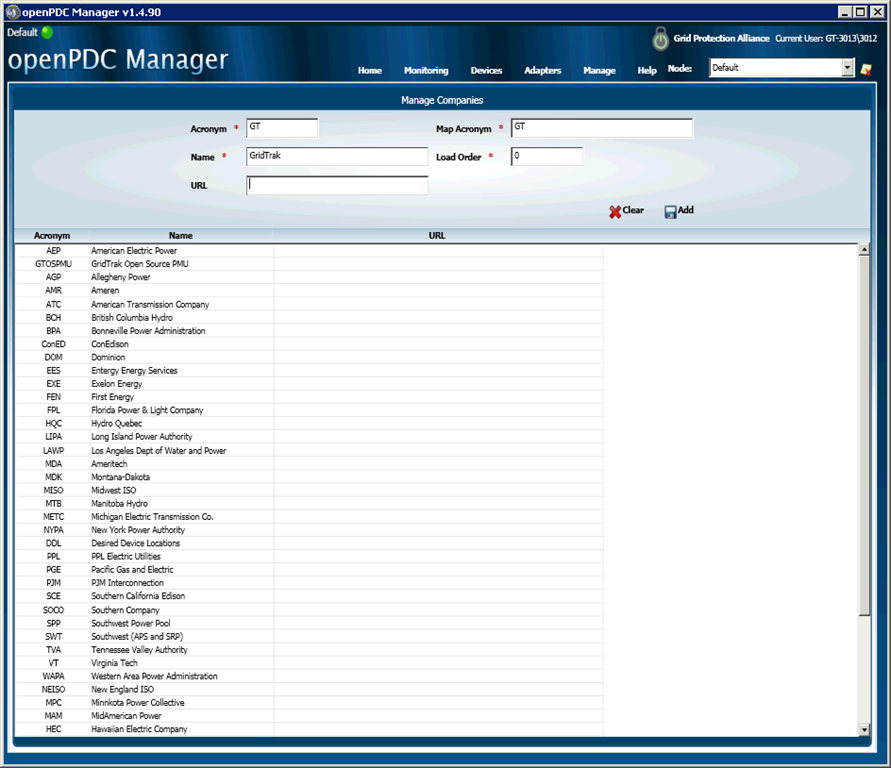 openPDC Manager v1.4.90
Default
Grid Protection Alliance Current User: GT-3013\3012
openPDC Manager
Home Monitoring Devices Adapters Manage Help Node: Default
Manage Companies
Acronym * GT Map Acronym * GT
Name * GridTrak Load Order * 0
URL
Clear Add
Acronym Name URL
AEP American Electric Power
GTOSPMU GridTrak Open Source PMU
AGP Allegheny Power
AMR Ameren
ATC American Transmission Company
BCH British Columbia Hydro
BPA Bonneville Power Administration
ConED ConEdison
DOM Dominion
EES Entergy Energy Services
EXE Exelon Energy
FEN First Energy
FPL Florida Power & Light Company
HQC Hydro Quebec
LIPA Long Island Power Authority
LAWP Los Angeles Dept of Water and Power
MDA Ameritech
MDK Montana-Dakota
MISO Midwest ISO
MTB Manitoba Hydro
METC Michigan Electric Transmission Co.
NYPA New York Power Authority
DDL Desired Device Locations
PPL PPL Electric Utilities
PGE Pacific Gas and Electric
PJM PJM Interconnection
SCE Southern California Edison
SOCO Southern Company
SPP Southwest Power Pool
SWT Southwest (APS and SRP)
TVA Tennessee Valley Authority
VT Virginia Tech
WAPA Western Area Power Administration
NEISO New England ISO
MPC Minnkota Power Collective
MAM MidAmerican Power
HEC Hawaiian Electric Company